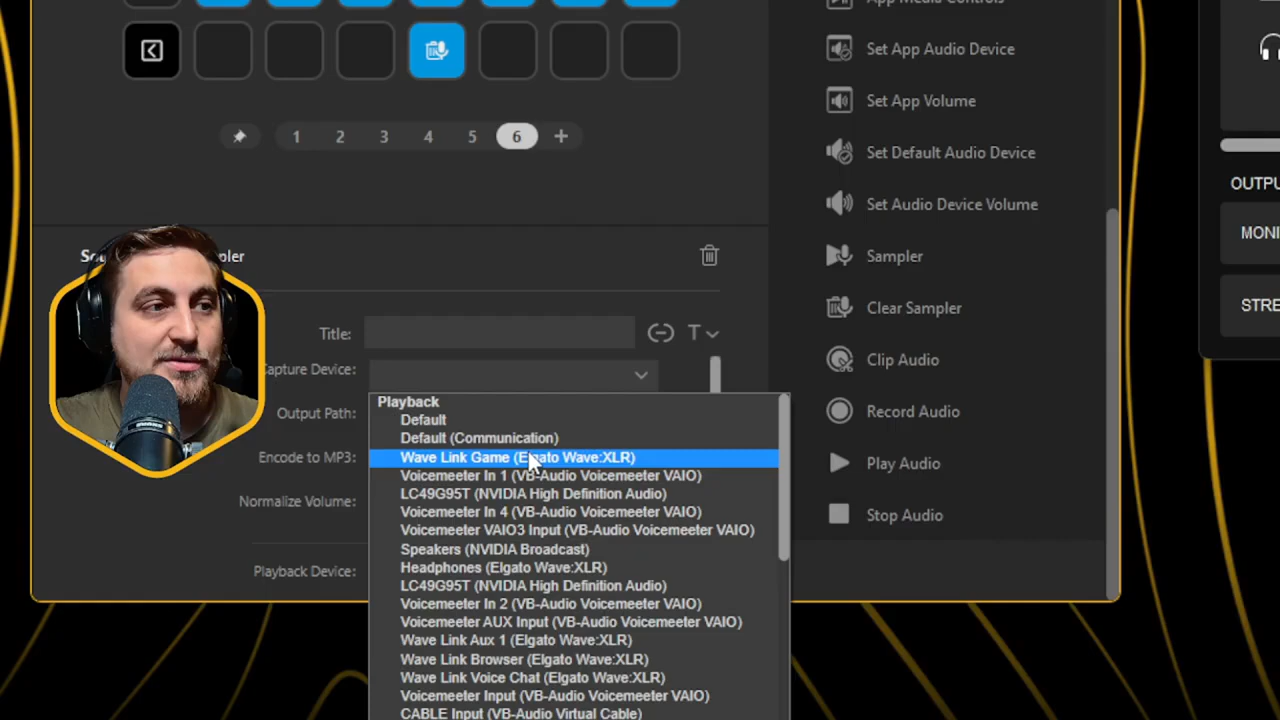 App Media Controls
Set App Audio Device
Set App Volume
Set Default Audio Device
Set Audio Device Volume
Sampler
Clear Sampler
Clip Audio
Record Audio
Play Audio
Stop Audio
1 2 3 4 5 6 +
Title:
T
Capture Device:
Output Path:
Encode to MP3:
Normalize Volume:
Playback Device:
Playback
Default
Default (Communication)
Wave Link Game (Elgato Wave:XLR)
Voicemeeter In 1 (VB-Audio Voicemeeter VAIO)
LC49G95T (NVIDIA High Definition Audio)
Voicemeeter In 4 (VB-Audio Voicemeeter VAIO)
Voicemeeter VAIO3 Input (VB-Audio Voicemeeter VAIO)
Speakers (NVIDIA Broadcast)
Headphones (Elgato Wave:XLR)
LC49G95T (NVIDIA High Definition Audio)
Voicemeeter In 2 (VB-Audio Voicemeeter VAIO)
Voicemeeter AUX Input (VB-Audio Voicemeeter VAIO)
Wave Link Aux 1 (Elgato Wave:XLR)
Wave Link Browser (Elgato Wave:XLR)
Wave Link Voice Chat (Elgato Wave:XLR)
Voicemeeter Input (VB-Audio Voicemeeter VAIO)
CABLE Input (VB-Audio Virtual Cable)
OUTPU
MONI
STRE